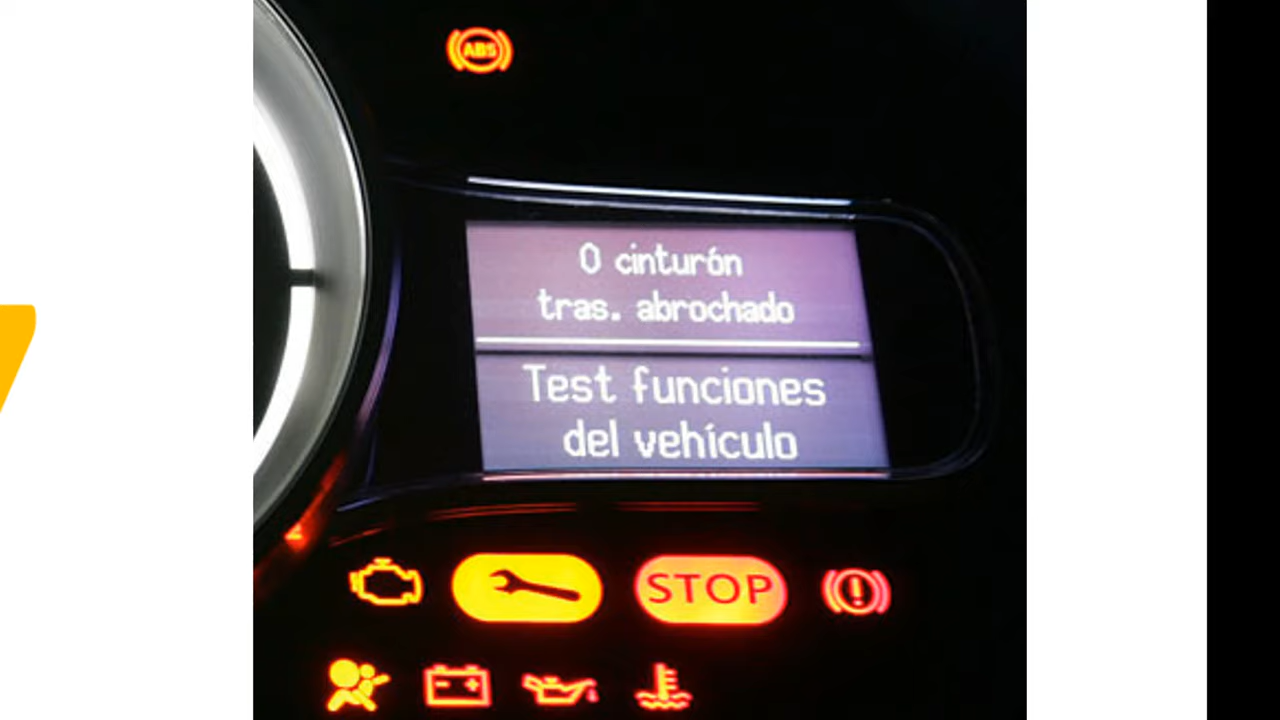 ABS
0 cinturón
tras. abrochado
Test funciones
del vehículo
STOP